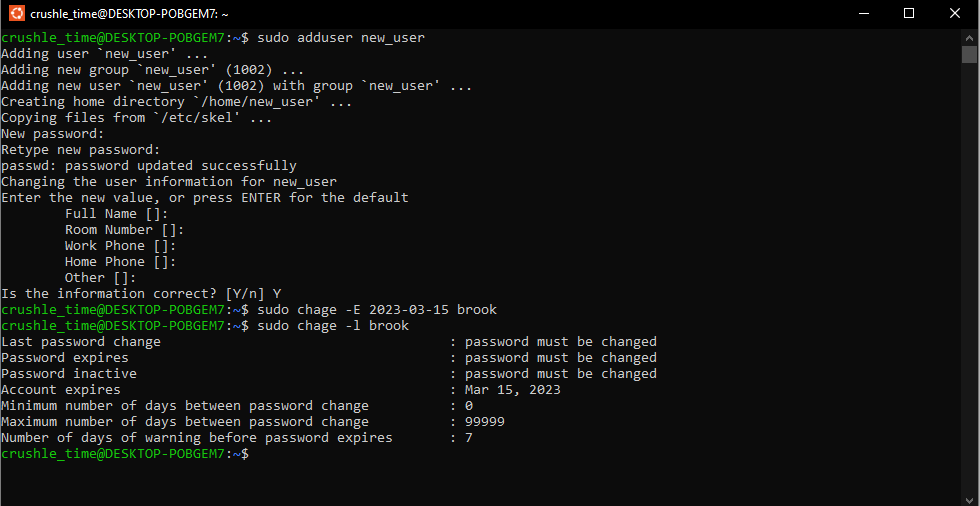 crushle_time@DESKTOP-POBGEM7: ~
crushle_time@DESKTOP-POBGEM7:~$ sudo adduser new_user
Adding user `new_user' ...
Adding new group `new_user' (1002) ...
Adding new user `new_user' (1002) with group `new_user' ...
Creating home directory `/home/new_user' ...
Copying files from `/etc/skel' ...
New password:
Retype new password:
passwd: password updated successfully
Changing the user information for new_user
Enter the new value, or press ENTER for the default
        Full Name []:
        Room Number []:
        Work Phone []:
        Home Phone []:
        Other []:
Is the information correct? [Y/n] Y
crushle_time@DESKTOP-POBGEM7:~$ sudo chage -E 2023-03-15 brook
crushle_time@DESKTOP-POBGEM7:~$ sudo chage -l brook
Last password change                                    : password must be changed
Password expires                                        : password must be changed
Password inactive                                       : password must be changed
Account expires                                         : Mar 15, 2023
Minimum number of days between password change          : 0
Maximum number of days between password change          : 99999
Number of days of warning before password expires       : 7
crushle_time@DESKTOP-POBGEM7:~$